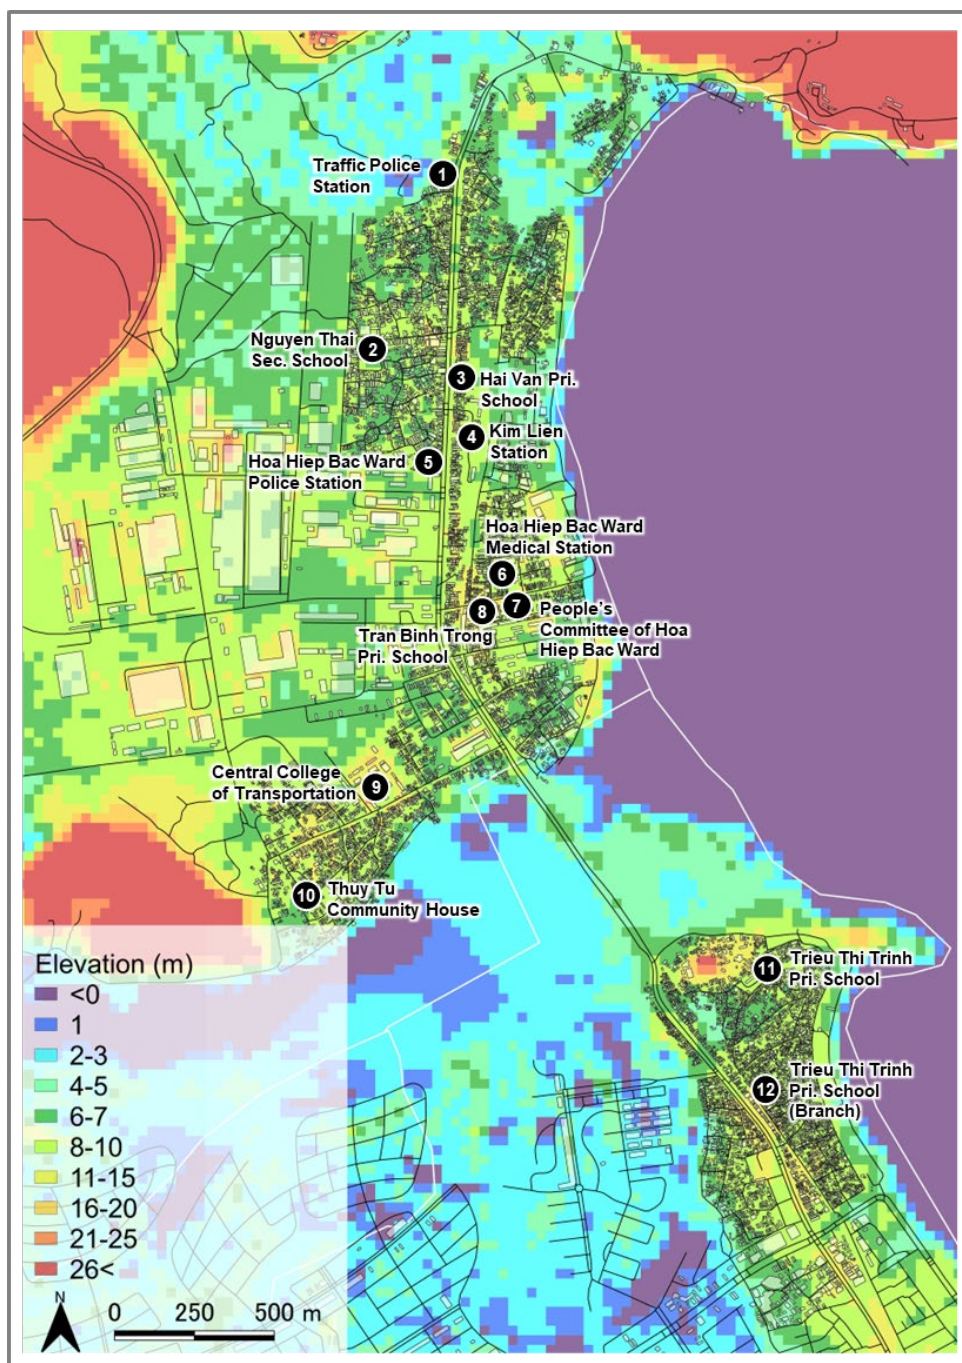 Traffic Police
Station
1
Nguyen Thai
Sec. School
2
3
Hai Van Pri.
School
4
Kim Lien
Station
Hoa Hiep Bac Ward
Police Station
5
Hoa Hiep Bac Ward
Medical Station
6
7
People's
Committee of Hoa
Hiep Bac Ward
8
Tran Binh Trong
Pri. School
Central College
of Transportation
9
10
Thuy Tu
Community House
11
Trieu Thi Trinh
Pri. School
12
Trieu Thi Trinh
Pri. School
(Branch)
Elevation (m)
<0
1
2-3
4-5
6-7
8-10
11-15
16-20
21-25
26<
N
0 250 500 m